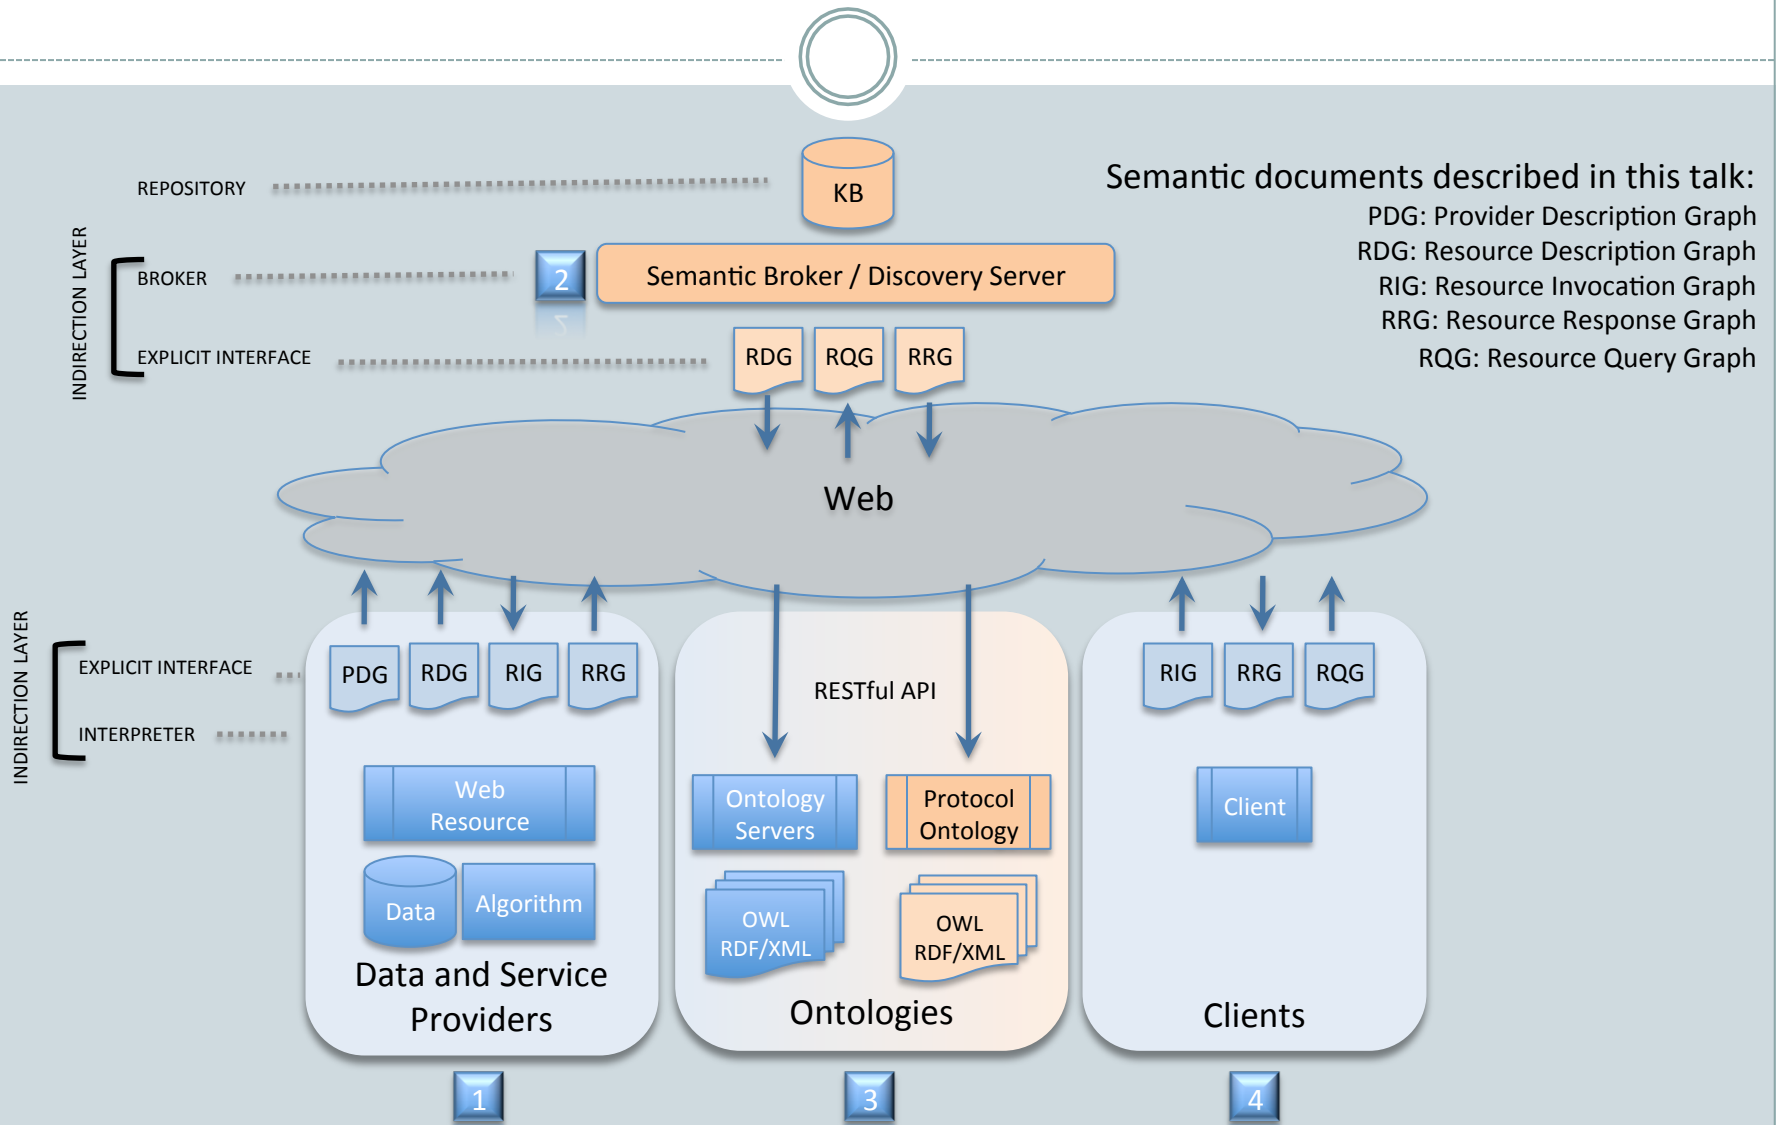 KB
REPOSITORY
Semantic documents described in this talk:
PDG: Provider Description Graph
RDG: Resource Description Graph
RIG: Resource Invocation Graph
RRG: Resource Response Graph
RQG: Resource Query Graph
INDIRECTION LAYER
BROKER
2
Semantic Broker / Discovery Server
EXPLICIT INTERFACE
RDG
RQG
RRG
Web
INDIRECTION LAYER
EXPLICIT INTERFACE
INTERPRETER
PDG
RDG
RIG
RRG
Web
Resource
Data
Algorithm
Data and Service
Providers
1
RESTful API
Ontology
Servers
Protocol
Ontology
OWL
RDF/XML
OWL
RDF/XML
Ontologies
3
RIG
RRG
RQG
Client
Clients
4